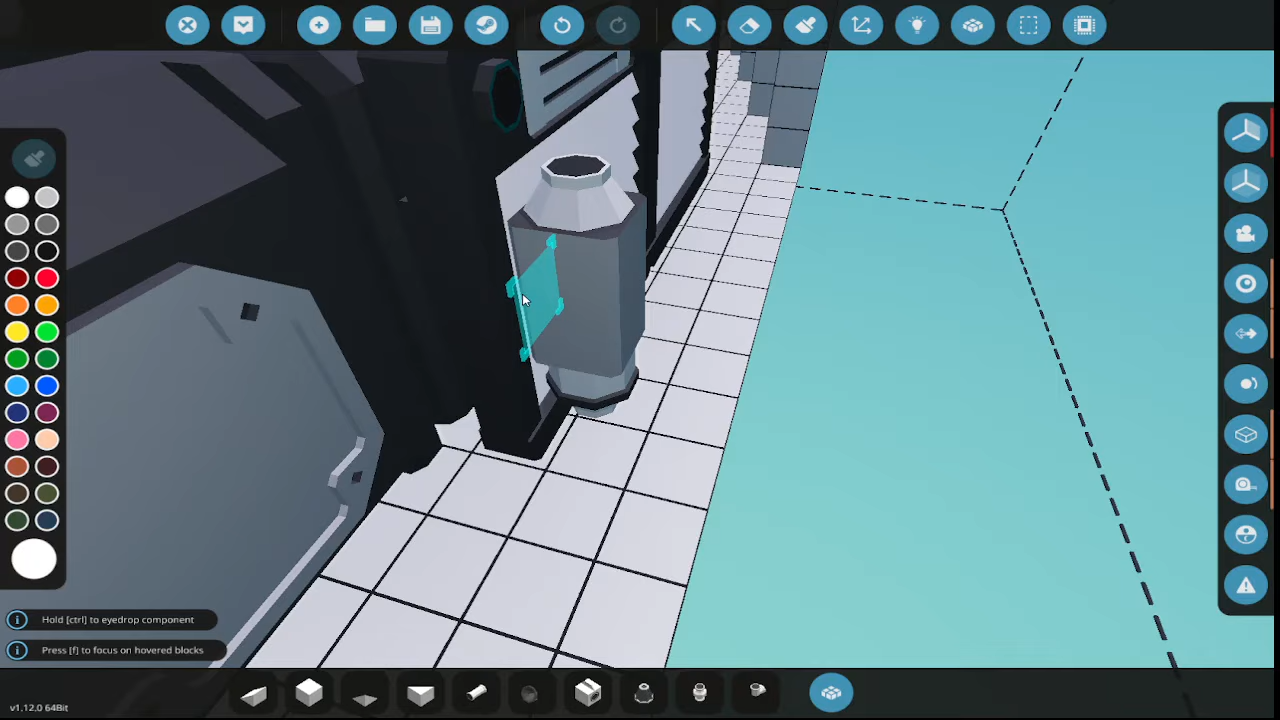 Hold [ctrl] to eyedrop component
Press [f] to focus on hovered blocks
v1.12.0 64Bit